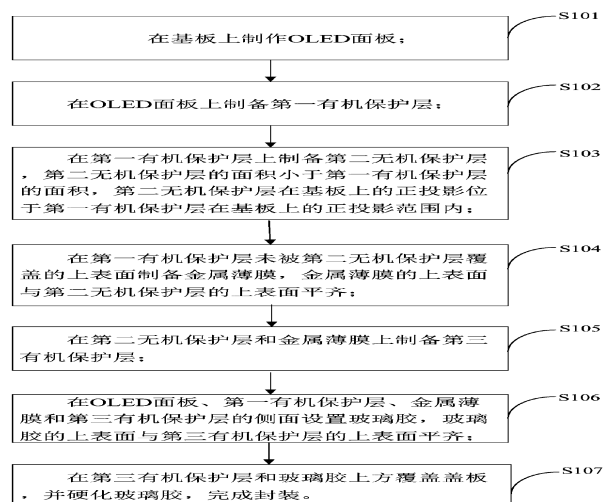 S101
在基板上制作OLED面板；
S102
在OLED面板上制备第一有机保护层；
S103
在第一有机保护层上制备第二无机保护层
，第二无机保护层的面积小于第一有机保护层
的面积，第二无机保护层在基板上的正投影位
于第一有机保护层在基板上的正投影范围内；
S104
在第一有机保护层未被第二无机保护层覆
盖的上表面制备金属薄膜，金属薄膜的上表面
与第二无机保护层的上表面平齐；
S105
在第二无机保护层和金属薄膜上制备第三
有机保护层；
S106
在OLED面板、第一有机保护层、金属薄
膜和第三有机保护层的侧面设置玻璃胶，玻璃
胶的上表面与第三有机保护层的上表面平齐；
S107
在第三有机保护层和玻璃胶上方覆盖盖板
，并硬化玻璃胶，完成封装。